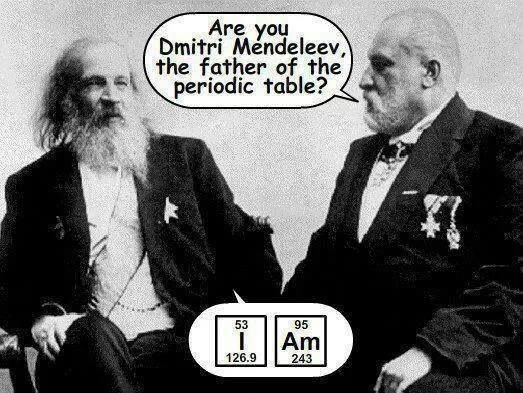 Are you
Dmitri Mendeleev,
the father of the
periodic table?
53 95
I Am
126.9 243